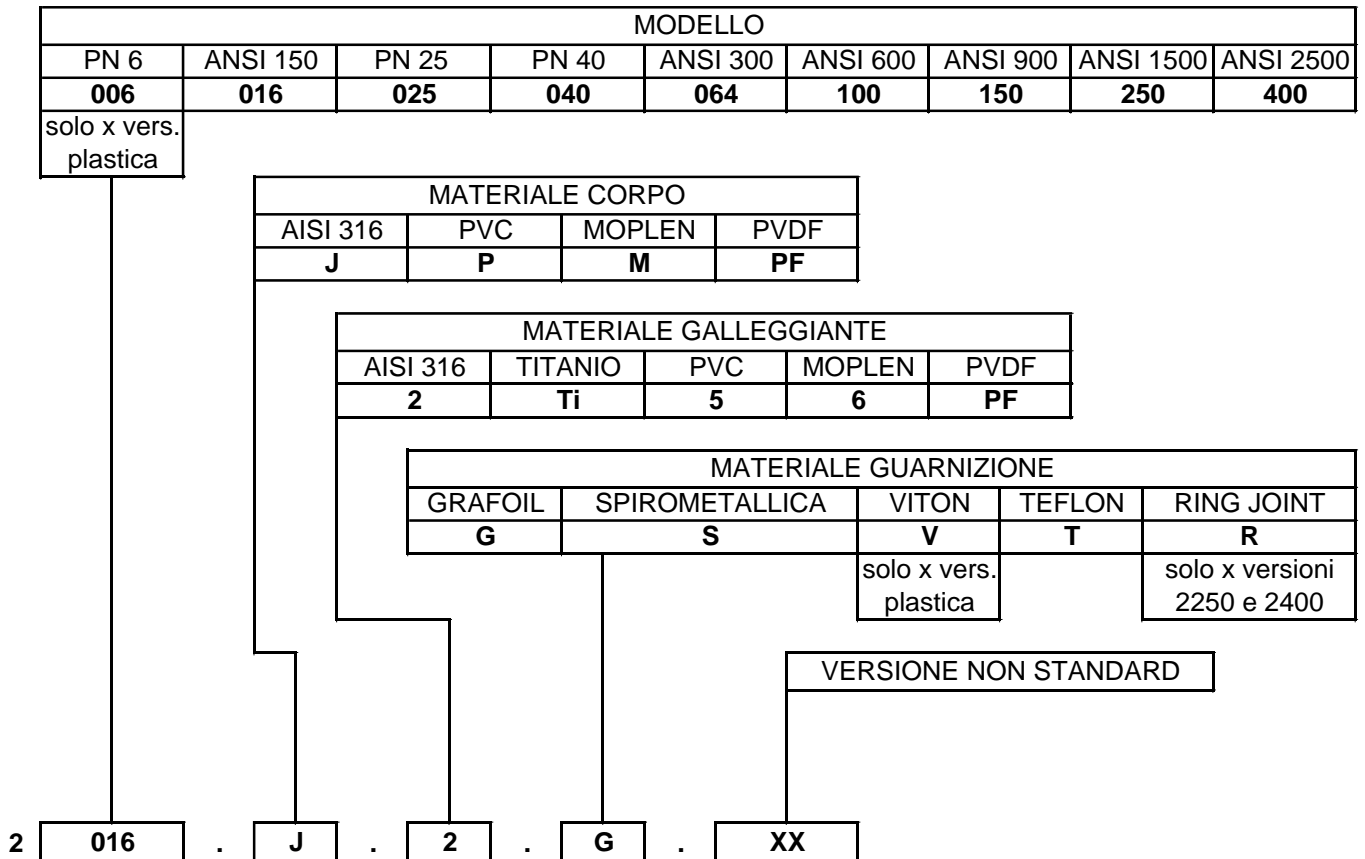 MODELLO
PN 6 ANSI 150 PN 25 PN 40 ANSI 300 ANSI 600 ANSI 900 ANSI 1500 ANSI 2500
006 016 025 040 064 100 150 250 400
solo x vers.
plastica
MATERIALE CORPO
AISI 316 PVC MOPLEN PVDF
J P M PF
MATERIALE GALLEGGIANTE
AISI 316 TITANIO PVC MOPLEN PVDF
2 Ti 5 6 PF
MATERIALE GUARNIZIONE
GRAFOIL SPIROMETALLICA VITON TEFLON RING JOINT
G S V T R
solo x vers. solo x versioni
plastica 2250 e 2400
VERSIONE NON STANDARD
2 016 . J . 2 . G . XX